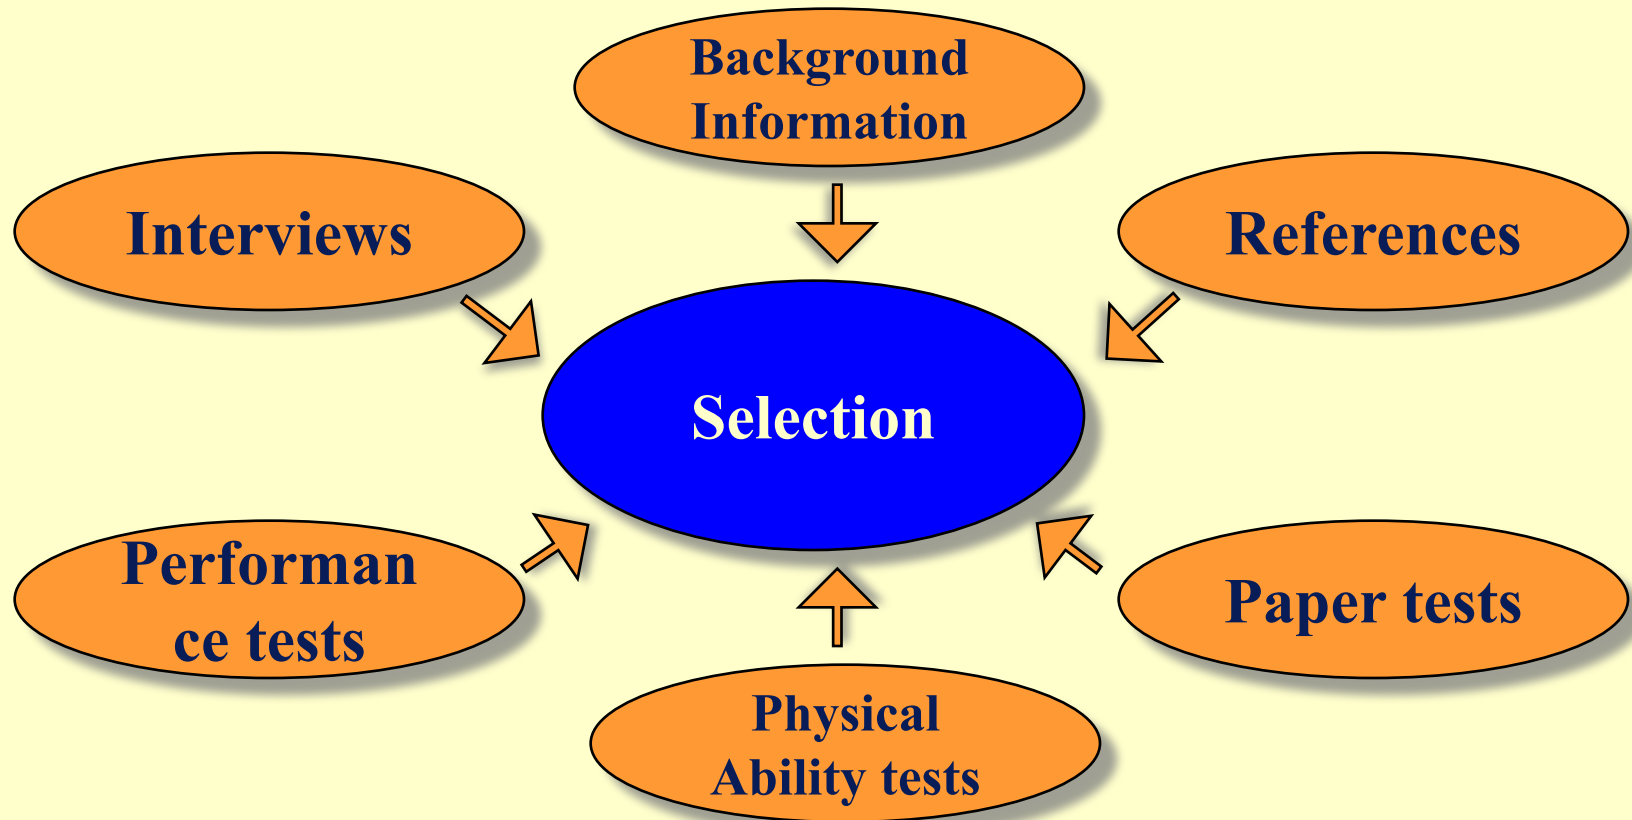 Background
Information
Interviews
References
Selection
Performan
ce tests
Paper tests
Physical
Ability tests